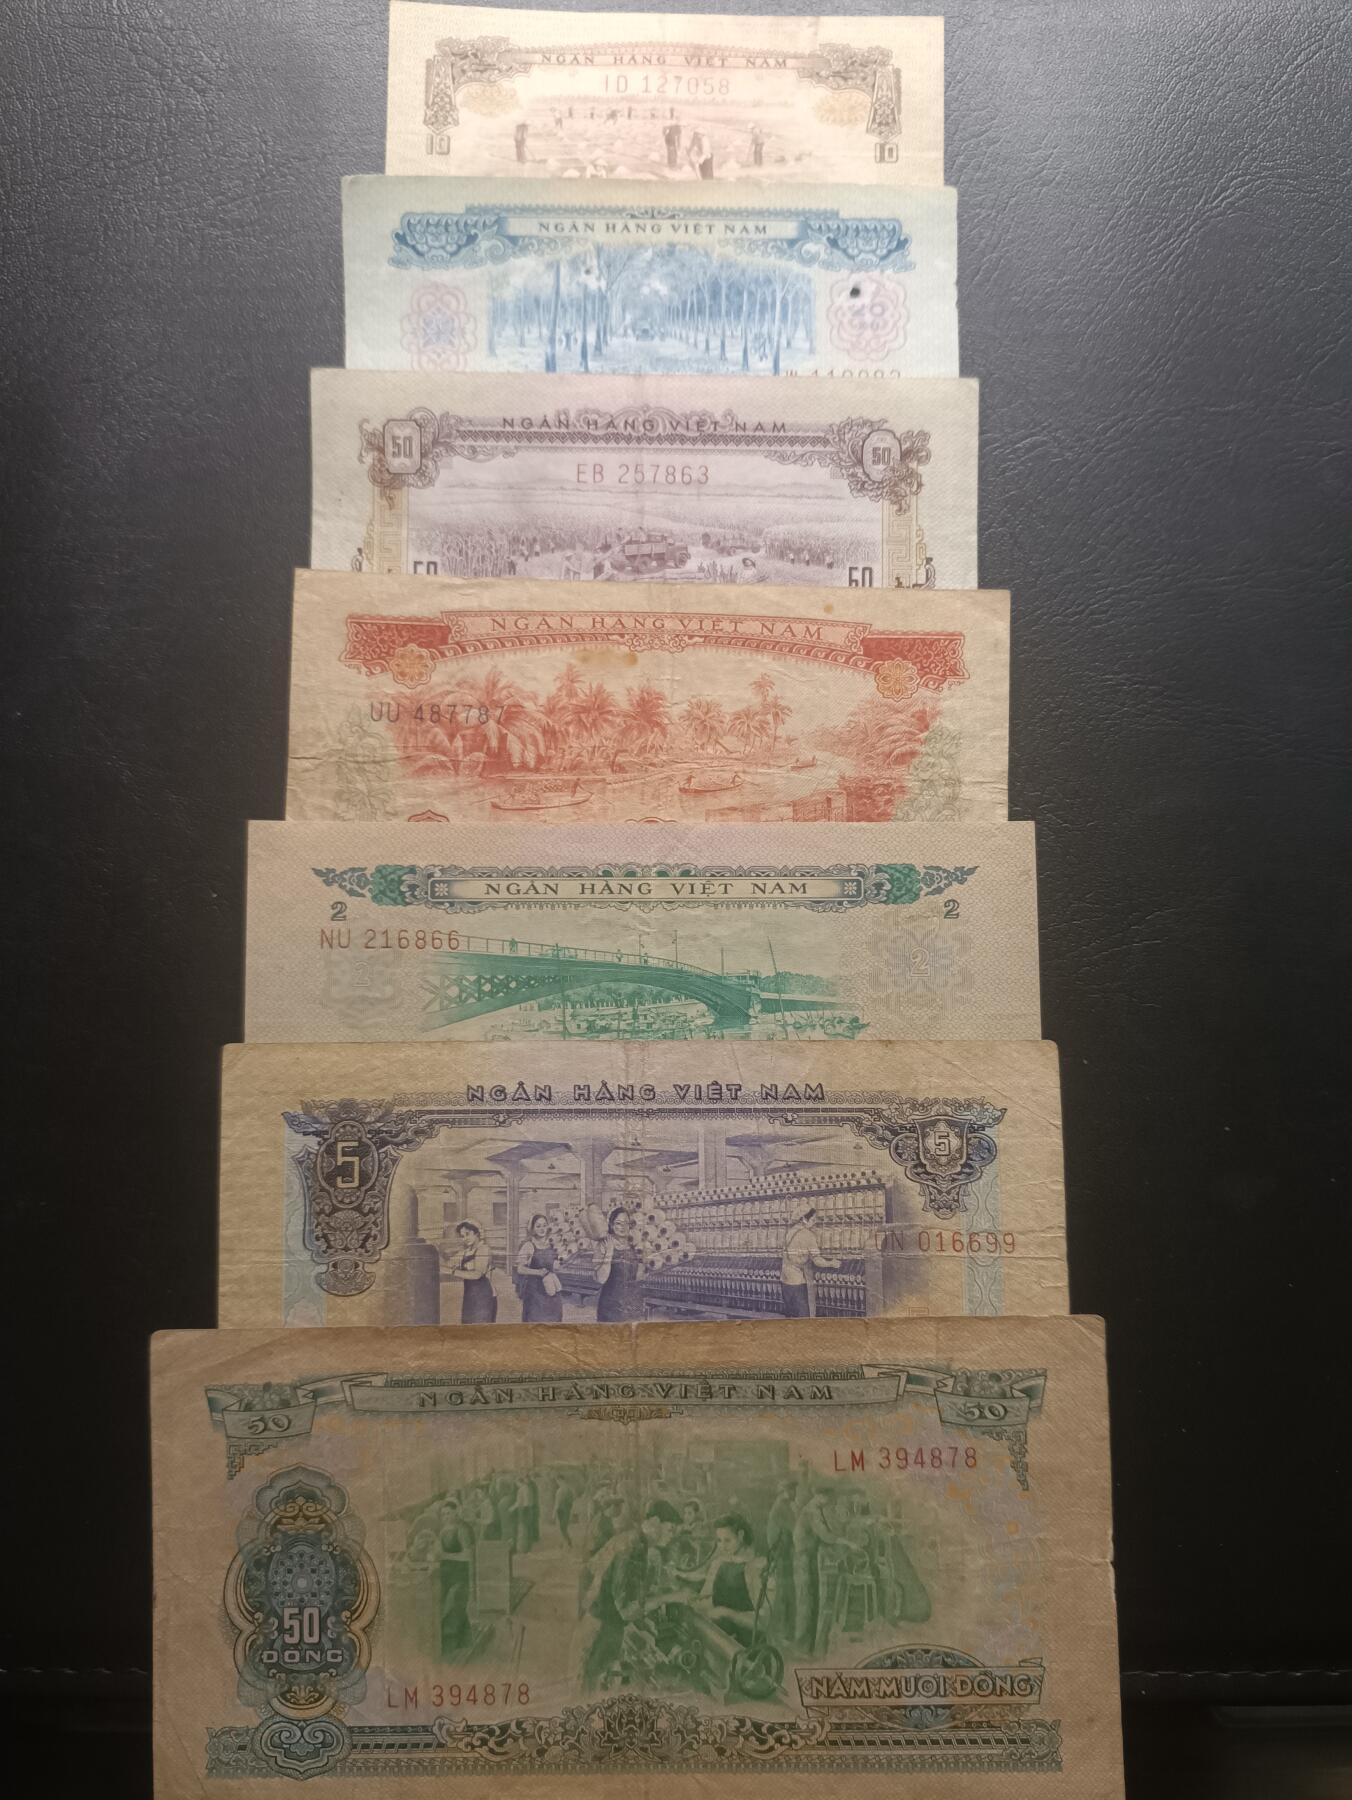 NGÂN HÀNG VIỆT NAM
ID 127058
10 10
NGÂN HÀNG VIỆT NAM
NGÂN HÀNG VIỆT NAM
50 50
EB 257863
50 50
NGÂN HÀNG VIỆT NAM
UU 487787
NGÂN HÀNG VIỆT NAM
2 2
NU 216866
2 2
NGÂN HÀNG VIỆT NAM
5 5
016699
NGÂN HÀNG VIỆT NAM
50 50
LM 394878
50
ĐỒNG
LM 394878
NĂM MƯƠI ĐỒNG